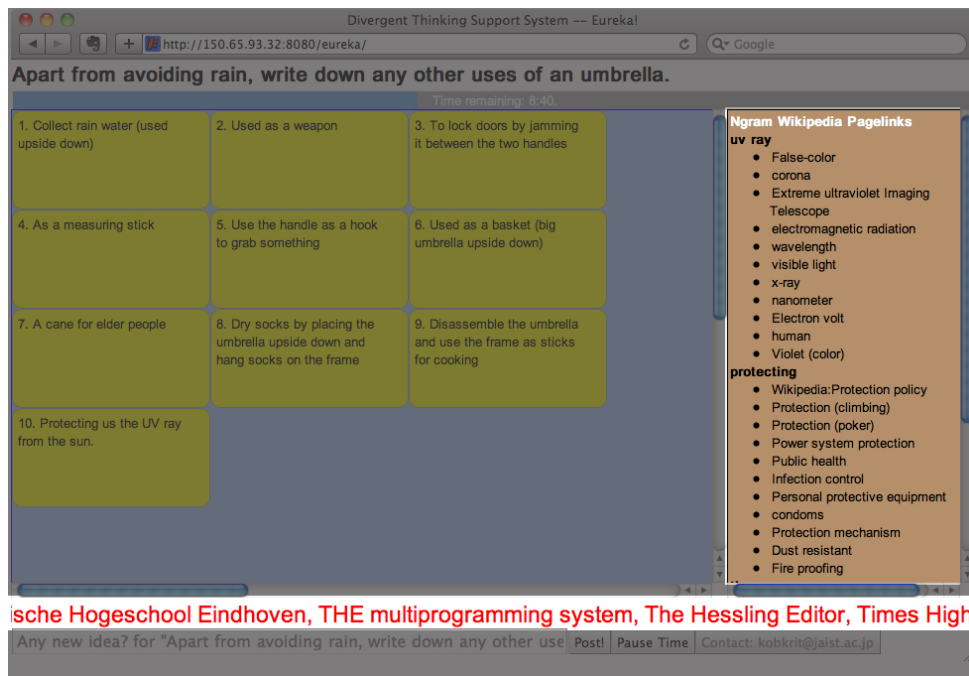 Divergent Thinking Support System -- Eureka!
http://150.65.93.32:8080/eureka/
Google
Apart from avoiding rain, write down any other uses of an umbrella.
Time remaining: 8:40.
1. Collect rain water (used
upside down)
2. Used as a weapon
3. To lock doors by jamming
it between the two handles
4. As a measuring stick
5. Use the handle as a hook
to grab something
6. Used as a basket (big
umbrella upside down)
7. A cane for elder people
8. Dry socks by placing the
umbrella upside down and
hang socks on the frame
9. Disassemble the umbrella
and use the frame as sticks
for cooking
10. Protecting us the UV ray
from the sun.
Ngram Wikipedia Pagelinks
uv ray
False-color
corona
Extreme ultraviolet Imaging
Telescope
electromagnetic radiation
wavelength
visible light
x-ray
nanometer
Electron volt
human
Violet (color)
protecting
Wikipedia:Protection policy
Protection (climbing)
Protection (poker)
Power system protection
Public health
Infection control
Personal protective equipment
condoms
Protection mechanism
Dust resistant
Fire proofing
ische Hogeschool Eindhoven, THE multiprogramming system, The Hessling Editor, Times High
Any new idea? for "Apart from avoiding rain, write down any other use
Post!
Pause Time
Contact: kobkrit@jaist.ac.jp